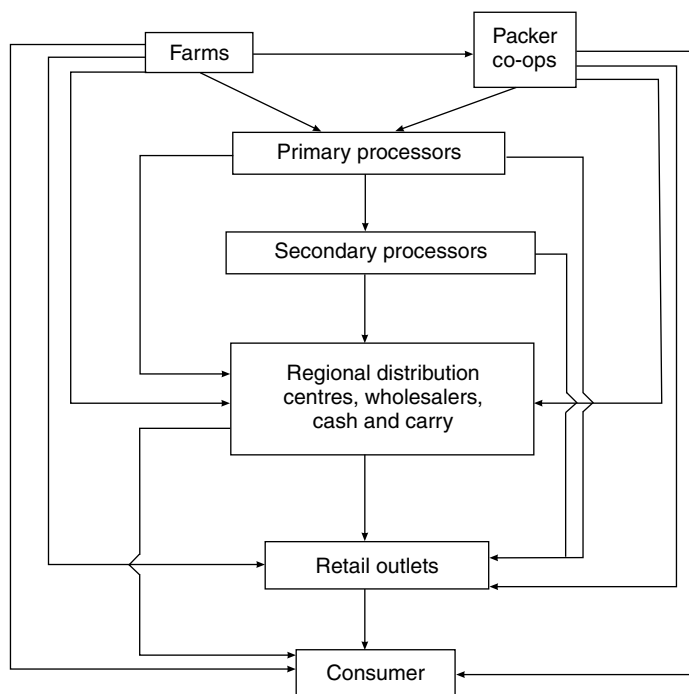 Farms
Packer
co-ops
Primary processors
Secondary processors
Regional distribution
centres, wholesalers,
cash and carry
Retail outlets
Consumer